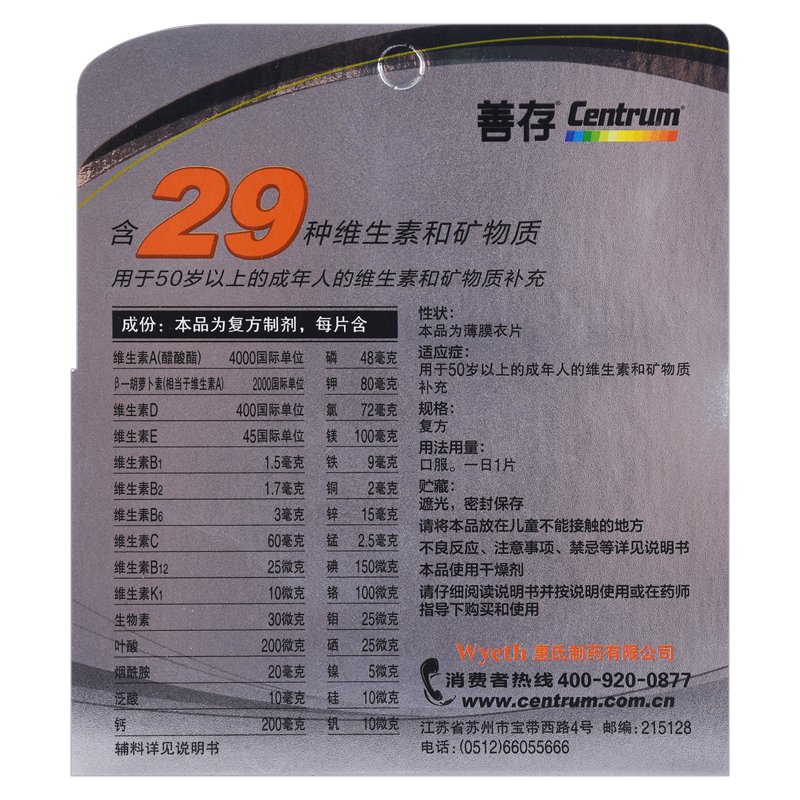 善存® Centrum®
含29种维生素和矿物质
用于50岁以上的成年人的维生素和矿物质补充
成份：本品为复方制剂，每片含
维生素A(醋酸酯) 4000国际单位 磷 48毫克
β—胡萝卜素(相当于维生素A) 2000国际单位 钾 80毫克
维生素D 400国际单位 氯 72毫克
维生素E 45国际单位 镁 100毫克
维生素B1 1.5毫克 铁 9毫克
维生素B2 1.7毫克 铜 2毫克
维生素B6 3毫克 锌 15毫克
维生素C 60毫克 锰 2.5毫克
维生素B12 25微克 碘 150微克
维生素K1 10微克 铬 100微克
生物素 30微克 钼 25微克
叶酸 200微克 硒 25微克
烟酰胺 20毫克 镍 5微克
泛酸 10毫克 硅 10微克
钙 200毫克 钒 10微克
辅料详见说明书
性状：
本品为薄膜衣片
适应症：
用于50岁以上的成年人的维生素和矿物质
补充
规格：
复方
用法用量：
口服。一日1片
贮藏：
遮光，密封保存
请将本品放在儿童不能接触的地方
不良反应、注意事项、禁忌等详见说明书
本品使用干燥剂
请仔细阅读说明书并按说明使用或在药师
指导下购买和使用
Wyeth 惠氏制药有限公司
消费者热线 400-920-0877
www.centrum.com.cn
江苏省苏州市宝带西路4号 邮编：215128
电话：(0512)66055666